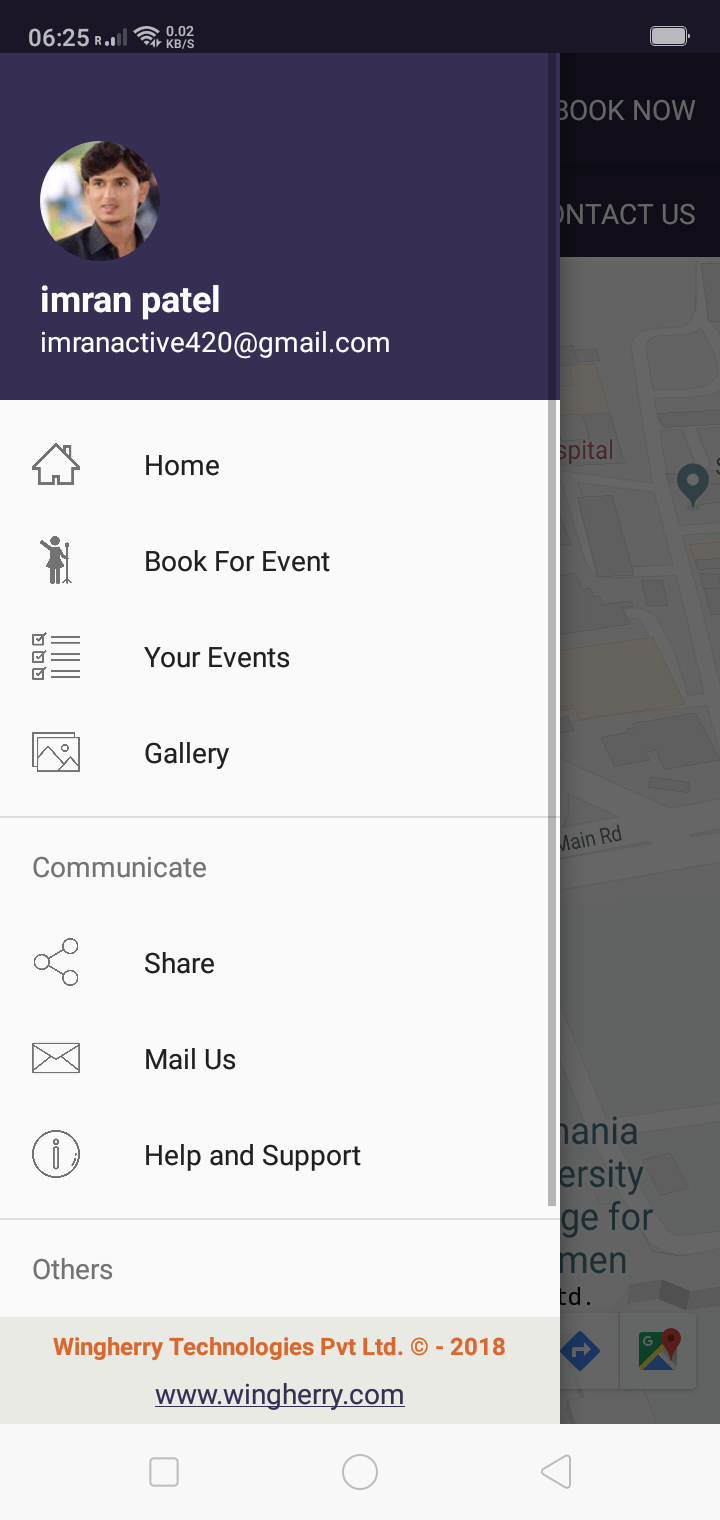 06:25 R 0.02 KB/S
BOOK NOW
CONTACT US
imran patel
imranactive420@gmail.com
Home
Book For Event
Your Events
Gallery
Communicate
Share
Mail Us
Help and Support
Others
Wingherry Technologies Pvt Ltd. © - 2018
www.wingherry.com
spital
Main Rd
nania
ersity
ge for
men
td.
G